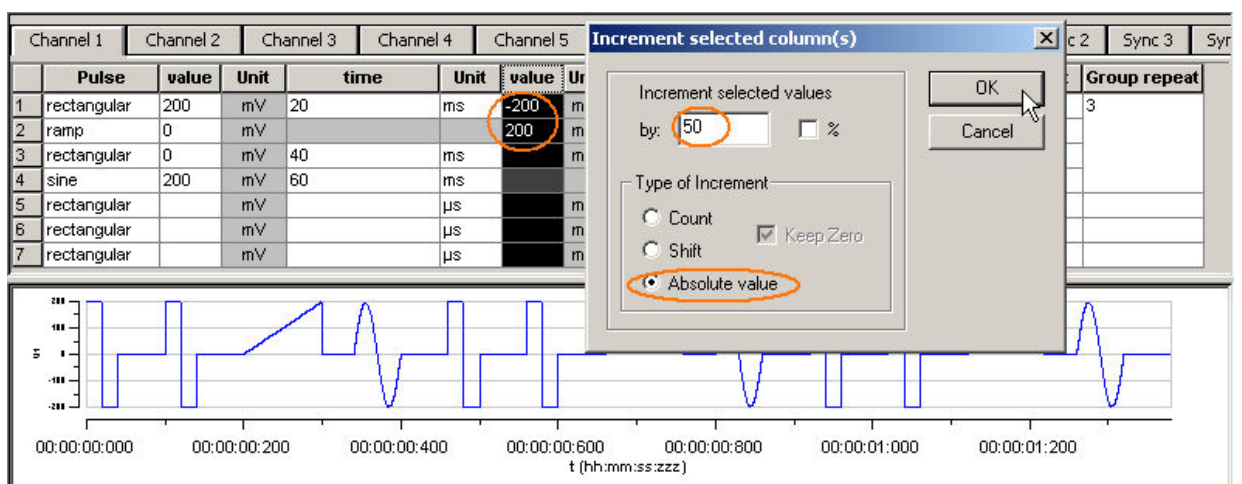 Channel 1 Channel 2 Channel 3 Channel 4 Channel 5 Increment selected column(s) c 2 Sync 3 Syr
Pulse value Unit time Unit value Ur Group repeat
1 rectangular 200 mV 20 ms -200 m 3
2 ramp 0 mV 200 m
3 rectangular 0 mV 40 ms m
4 sine 200 mV 60 ms
5 rectangular mV µs m
6 rectangular mV µs m
7 rectangular mV µs m
Increment selected values
by: 50 %
OK
Cancel
Type of Increment
Count
Keep Zero
Shift
Absolute value
200
100
-100
-200
00:00:00:000 00:00:00:200 00:00:00:400 00:00:00:600 00:00:00:800 00:00:01:000 00:00:01:200
t (hh:mm:ss:zzz)